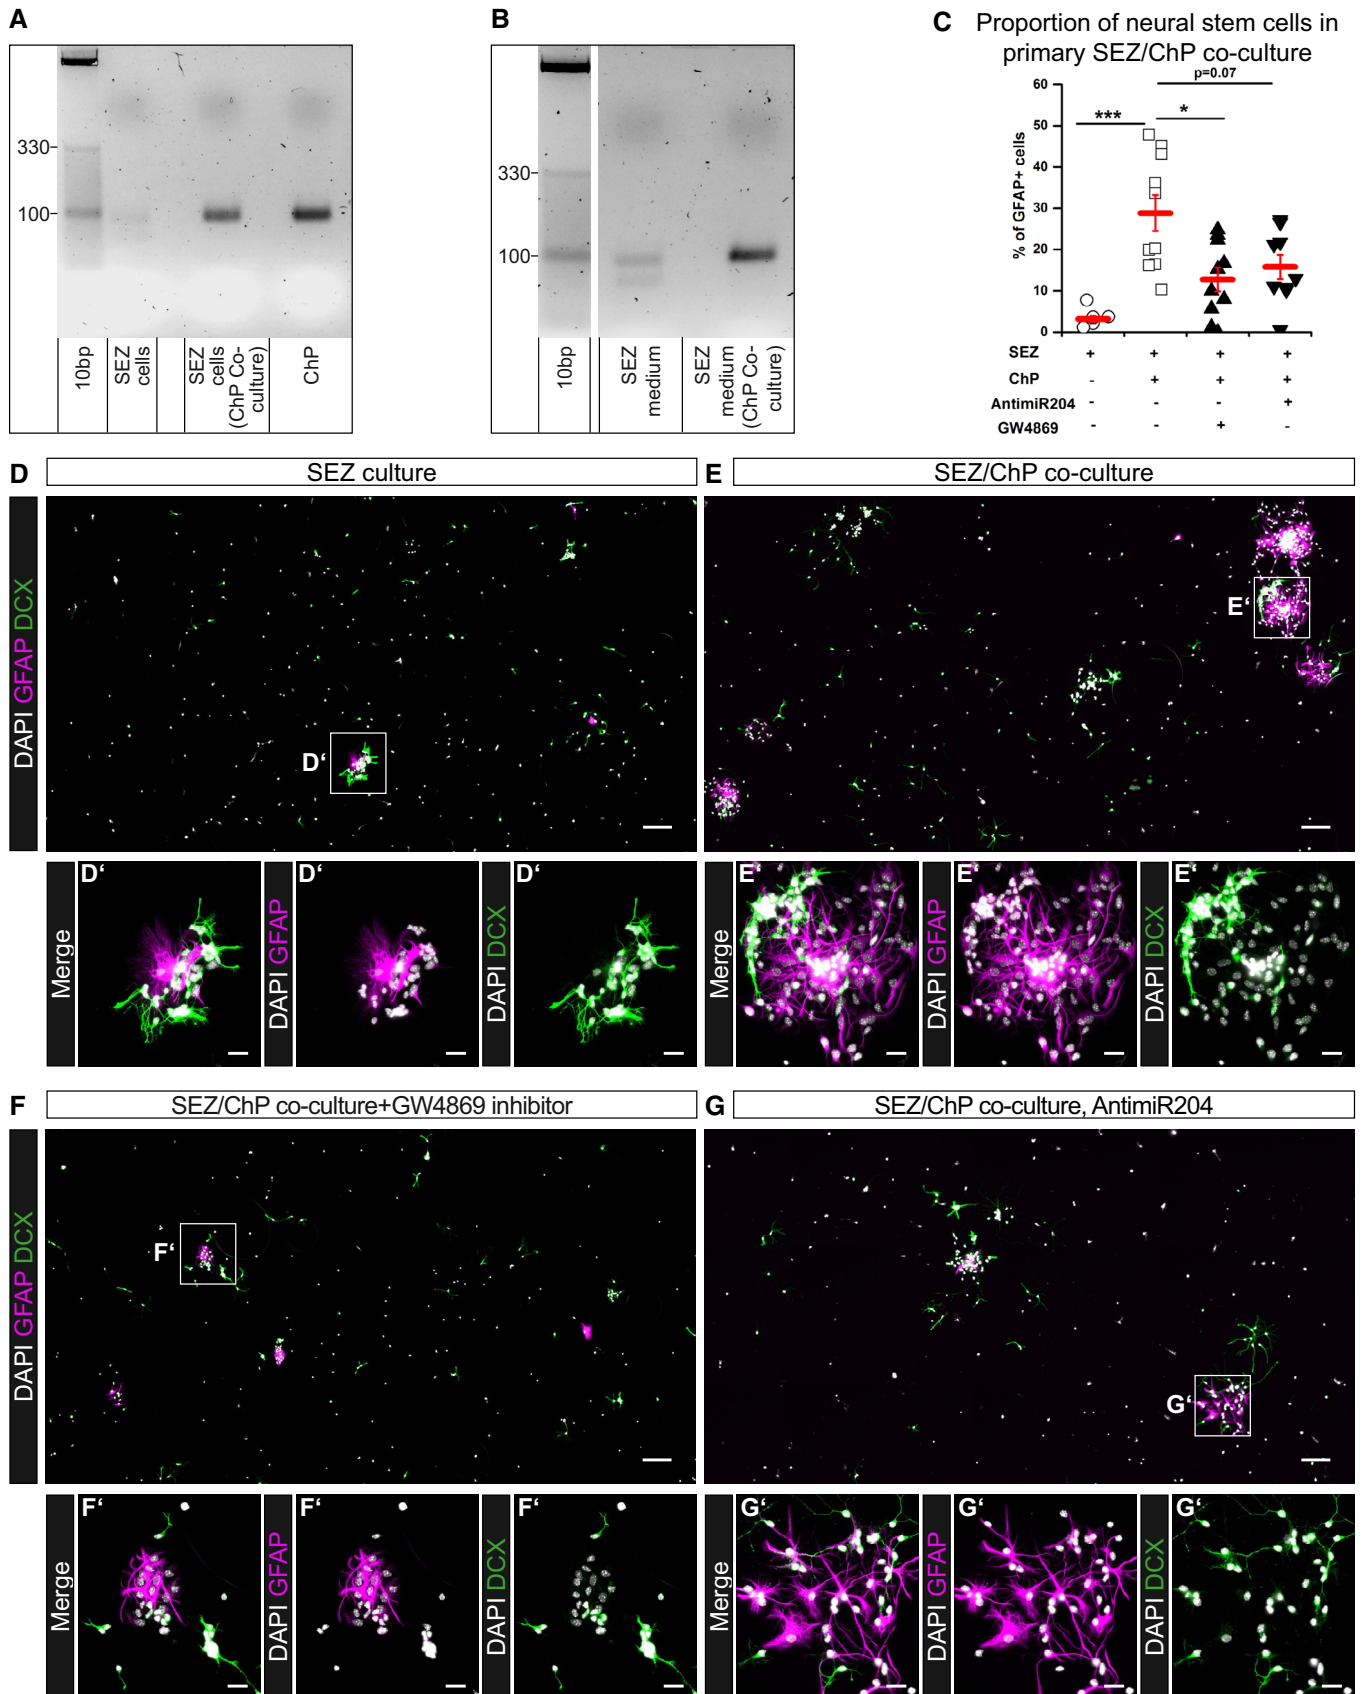 A
330
100
10bp
SEZ
cells
SEZ
cells
(ChP Co-
culture)
ChP
B
330
100
10bp
SEZ
medium
SEZ
medium
(ChP Co-
culture)
C Proportion of neural stem cells in
primary SEZ/ChP co-culture
p=0.07
***
*
% of GFAP+ cells
60
50
40
30
20
10
0
SEZ + + + +
ChP - + + +
AntimiR204 - - - +
GW4869 - - + -
D SEZ culture
DAPI GFAP DCX
D‘
E SEZ/ChP co-culture
E‘
Merge
D‘
DAPI GFAP
D‘
DAPI DCX
D‘
Merge
E‘
DAPI GFAP
E‘
DAPI DCX
E‘
F SEZ/ChP co-culture+GW4869 inhibitor
DAPI GFAP DCX
F‘
G SEZ/ChP co-culture, AntimiR204
G‘
Merge
F‘
DAPI GFAP
F‘
DAPI DCX
F‘
Merge
G‘
DAPI GFAP
G‘
DAPI DCX
G‘